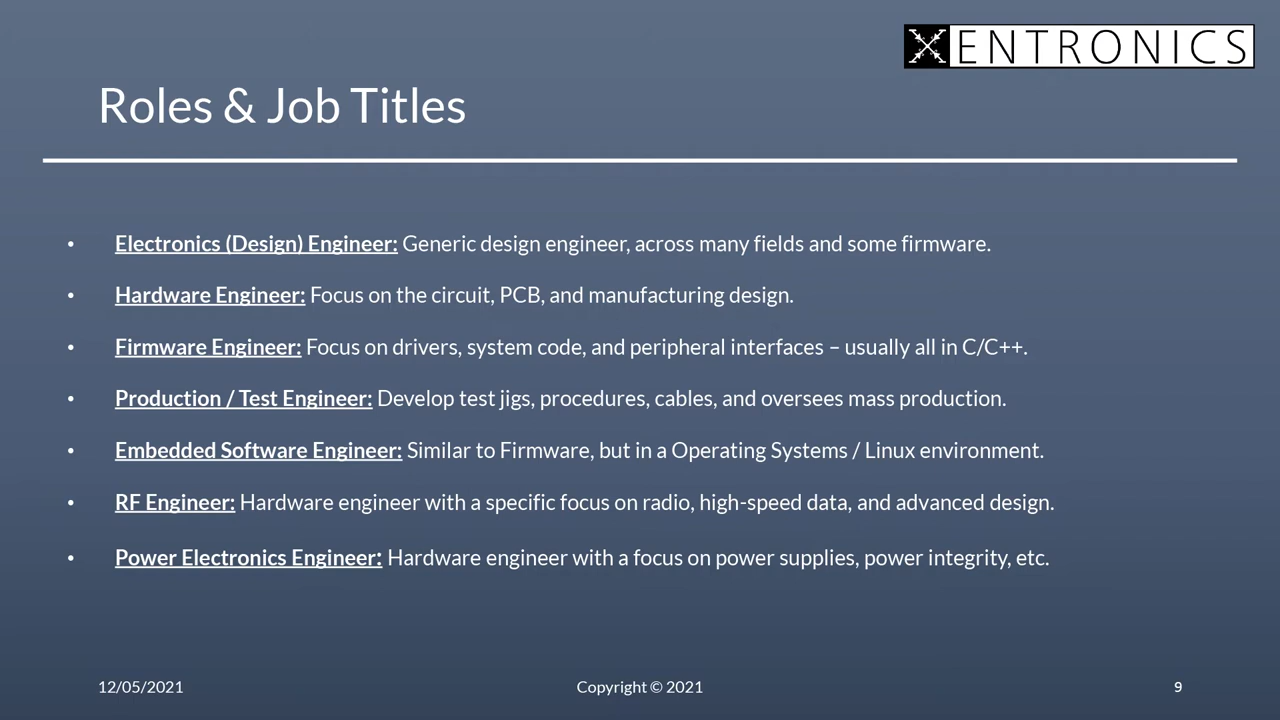 XENTRONICS
Roles & Job Titles
• Electronics (Design) Engineer: Generic design engineer, across many fields and some firmware.
• Hardware Engineer: Focus on the circuit, PCB, and manufacturing design.
• Firmware Engineer: Focus on drivers, system code, and peripheral interfaces – usually all in C/C++.
• Production / Test Engineer: Develop test jigs, procedures, cables, and oversees mass production.
• Embedded Software Engineer: Similar to Firmware, but in a Operating Systems / Linux environment.
• RF Engineer: Hardware engineer with a specific focus on radio, high-speed data, and advanced design.
• Power Electronics Engineer: Hardware engineer with a focus on power supplies, power integrity, etc.
12/05/2021 Copyright © 2021 9